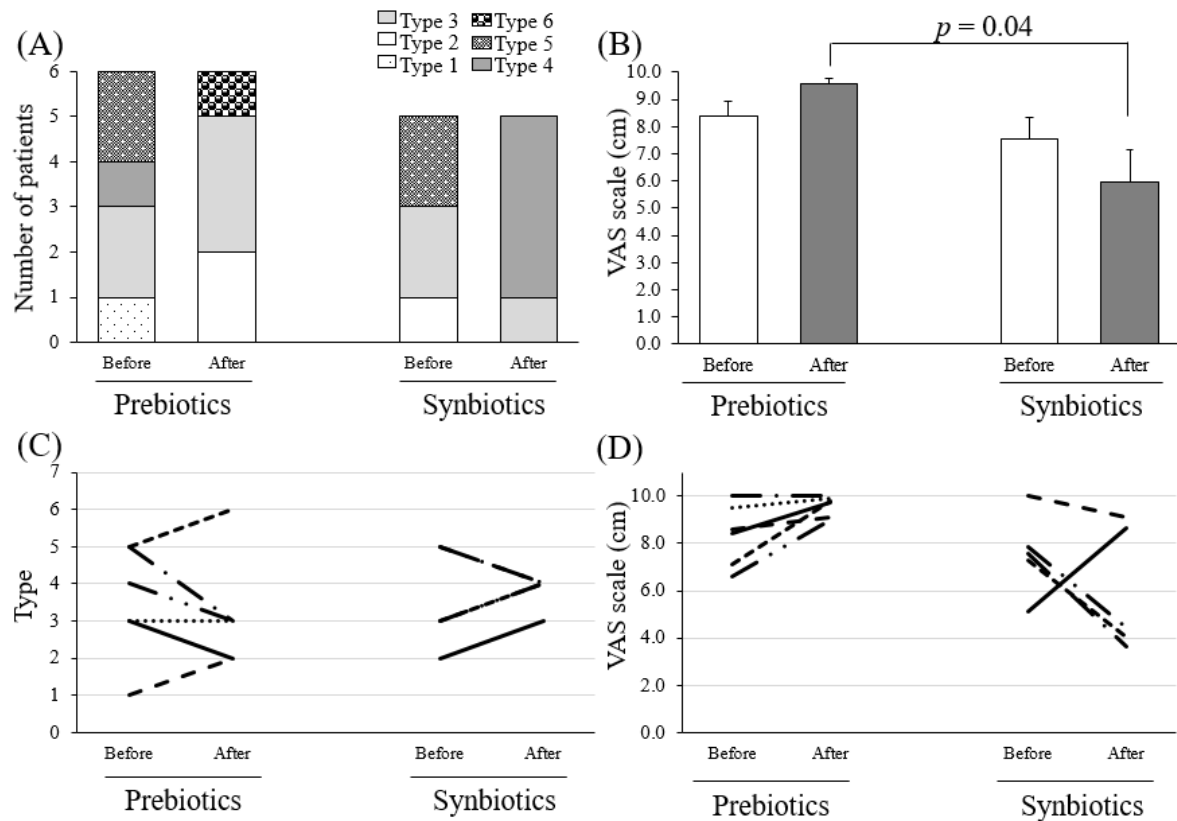 (A)
Type 3 Type 6
Type 2 Type 5
Type 1 Type 4
Number of patients
6
5
4
3
2
1
0
Before After Before After
Prebiotics Synbiotics
(B)
p = 0.04
VAS scale (cm)
10.0
9.0
8.0
7.0
6.0
5.0
4.0
3.0
2.0
1.0
0.0
Before After Before After
Prebiotics Synbiotics
(C)
Type
7
6
5
4
3
2
1
0
Before After Before After
Prebiotics Synbiotics
(D)
VAS scale (cm)
10.0
8.0
6.0
4.0
2.0
0.0
Before After Before After
Prebiotics Synbiotics